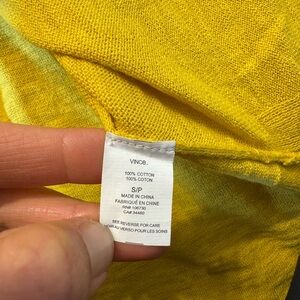 VINCE.
100% COTTON
100% COTON
S/P
MADE IN CHINA
FABRIQUÉ EN CHINE
RN# 106730
CA# 34460
SEE REVERSE FOR CARE
VOIR AU VERSO POUR LES SOINS